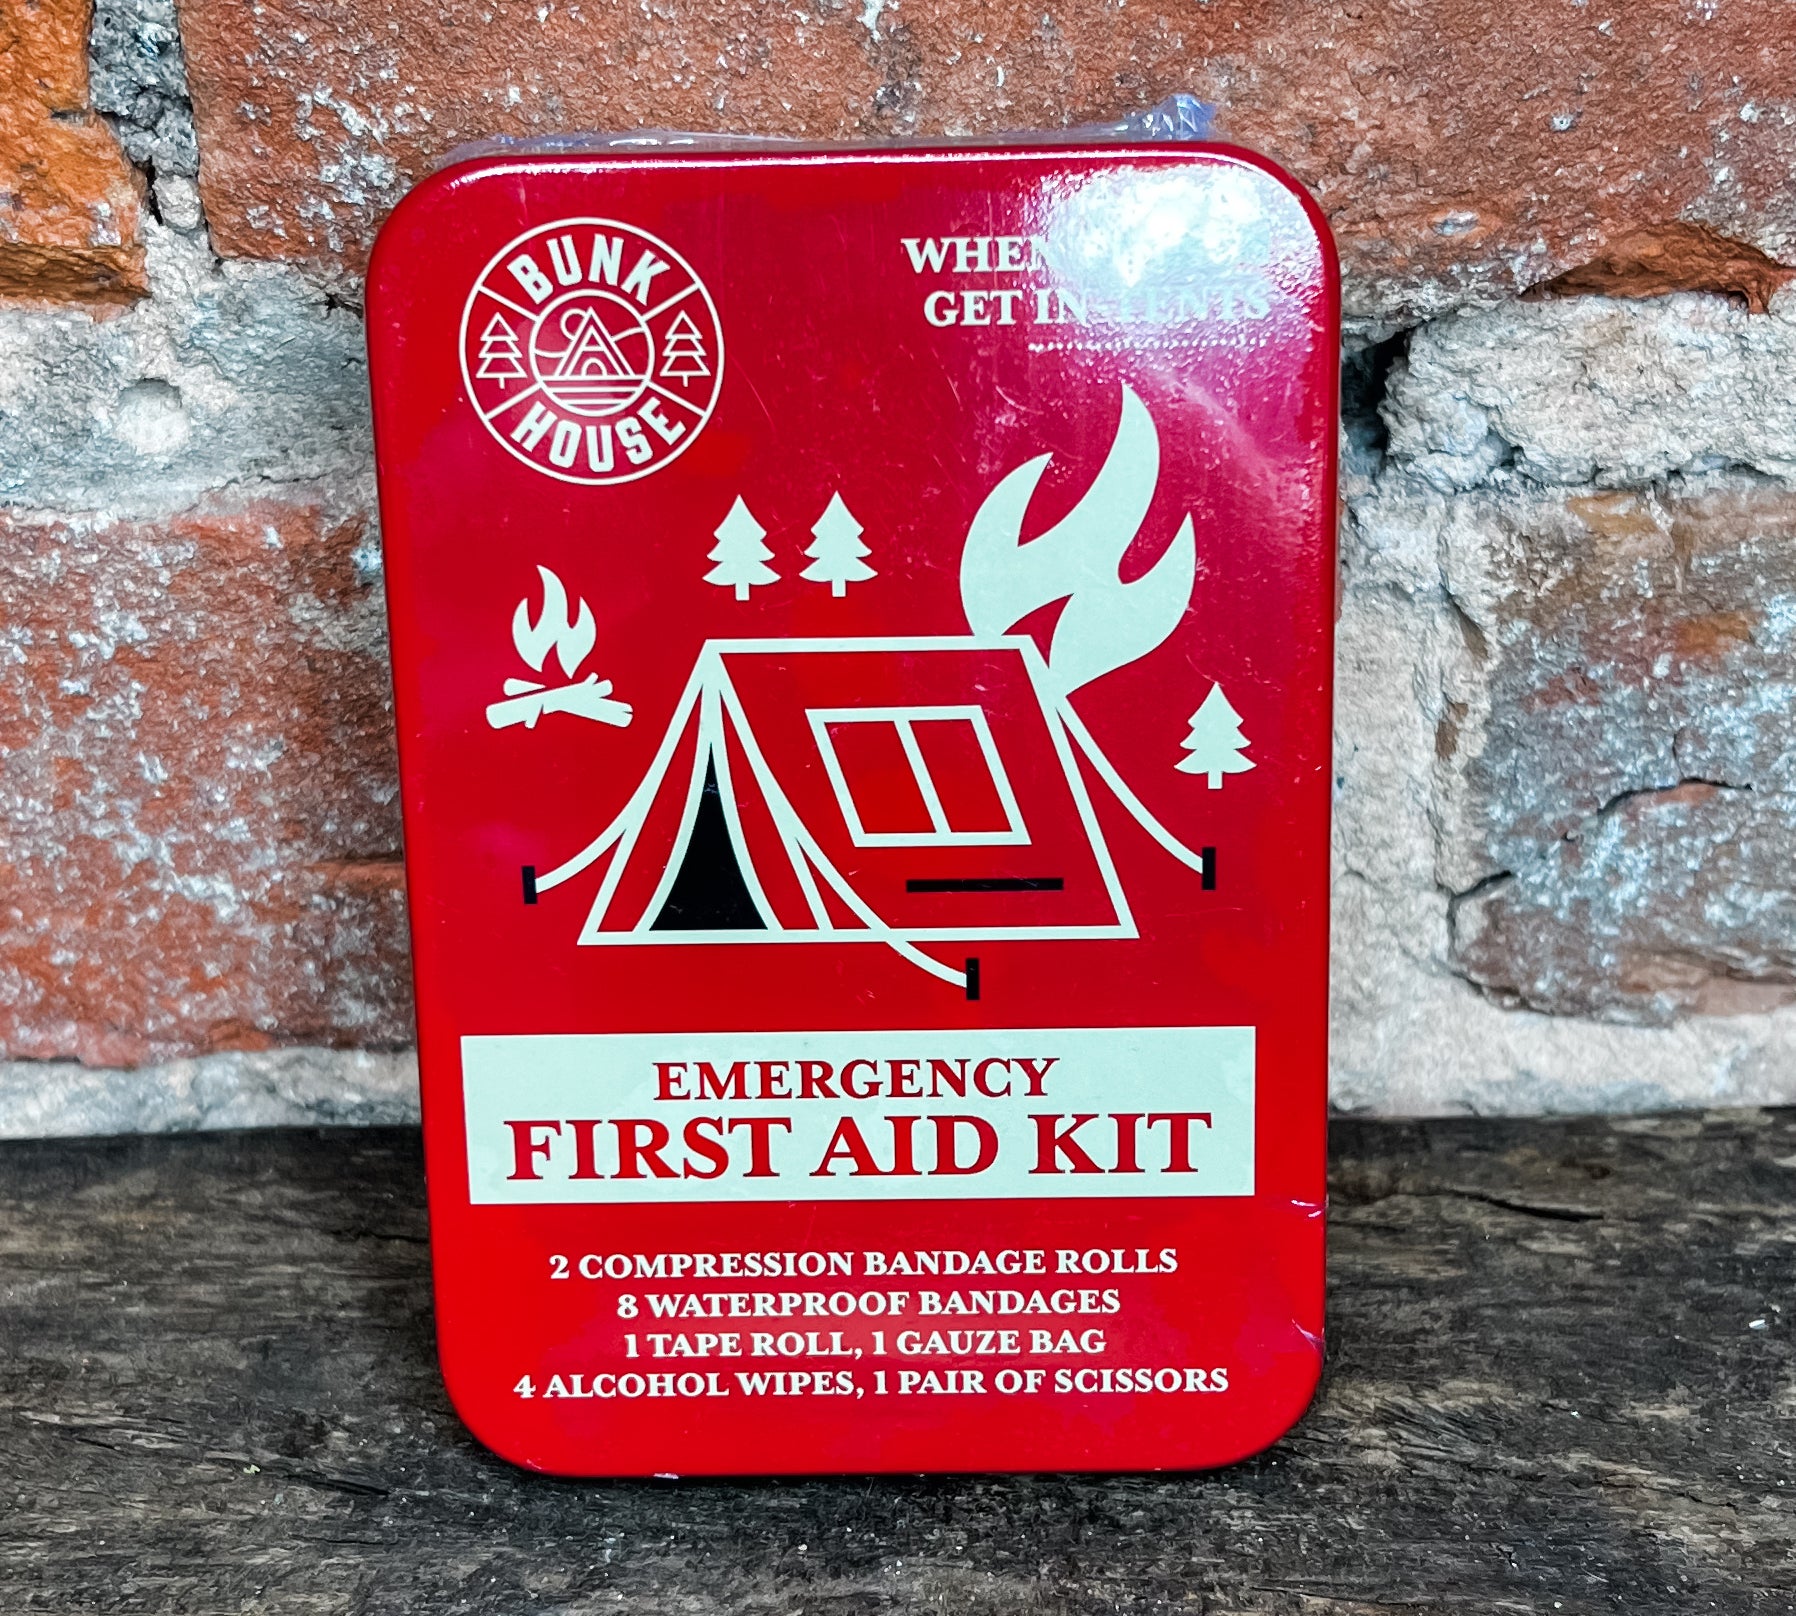 BUNK
HOUSE
WHEN
GET IN-TENTS
EMERGENCY
FIRST AID KIT
2 COMPRESSION BANDAGE ROLLS
8 WATERPROOF BANDAGES
1 TAPE ROLL, 1 GAUZE BAG
4 ALCOHOL WIPES, 1 PAIR OF SCISSORS